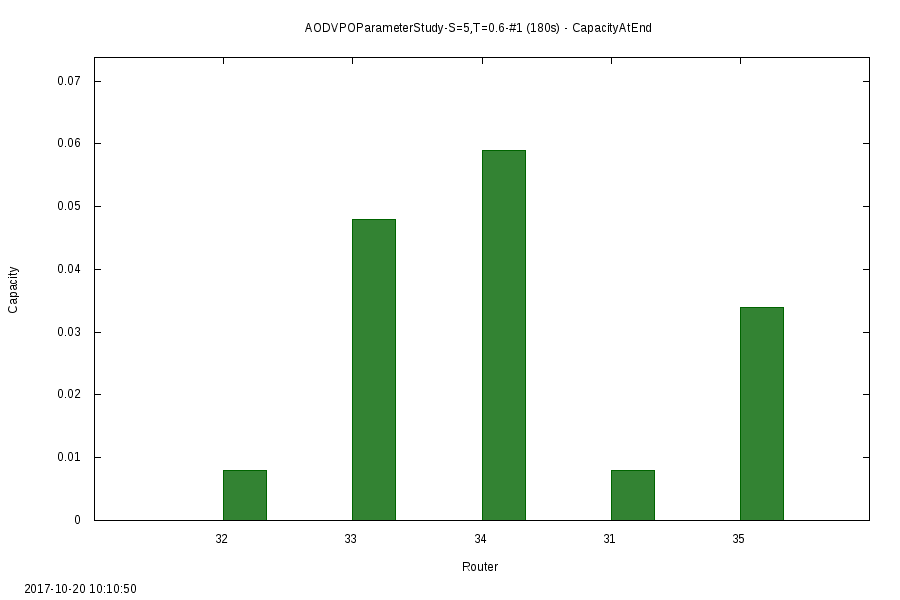 AODVPOParameterStudy-S=5,T=0.6-#1 (180s) - CapacityAtEnd
0.07
0.06
0.05
0.04
0.03
0.02
0.01
0
Capacity
32 33 34 31 35
Router
2017-10-20 10:10:50